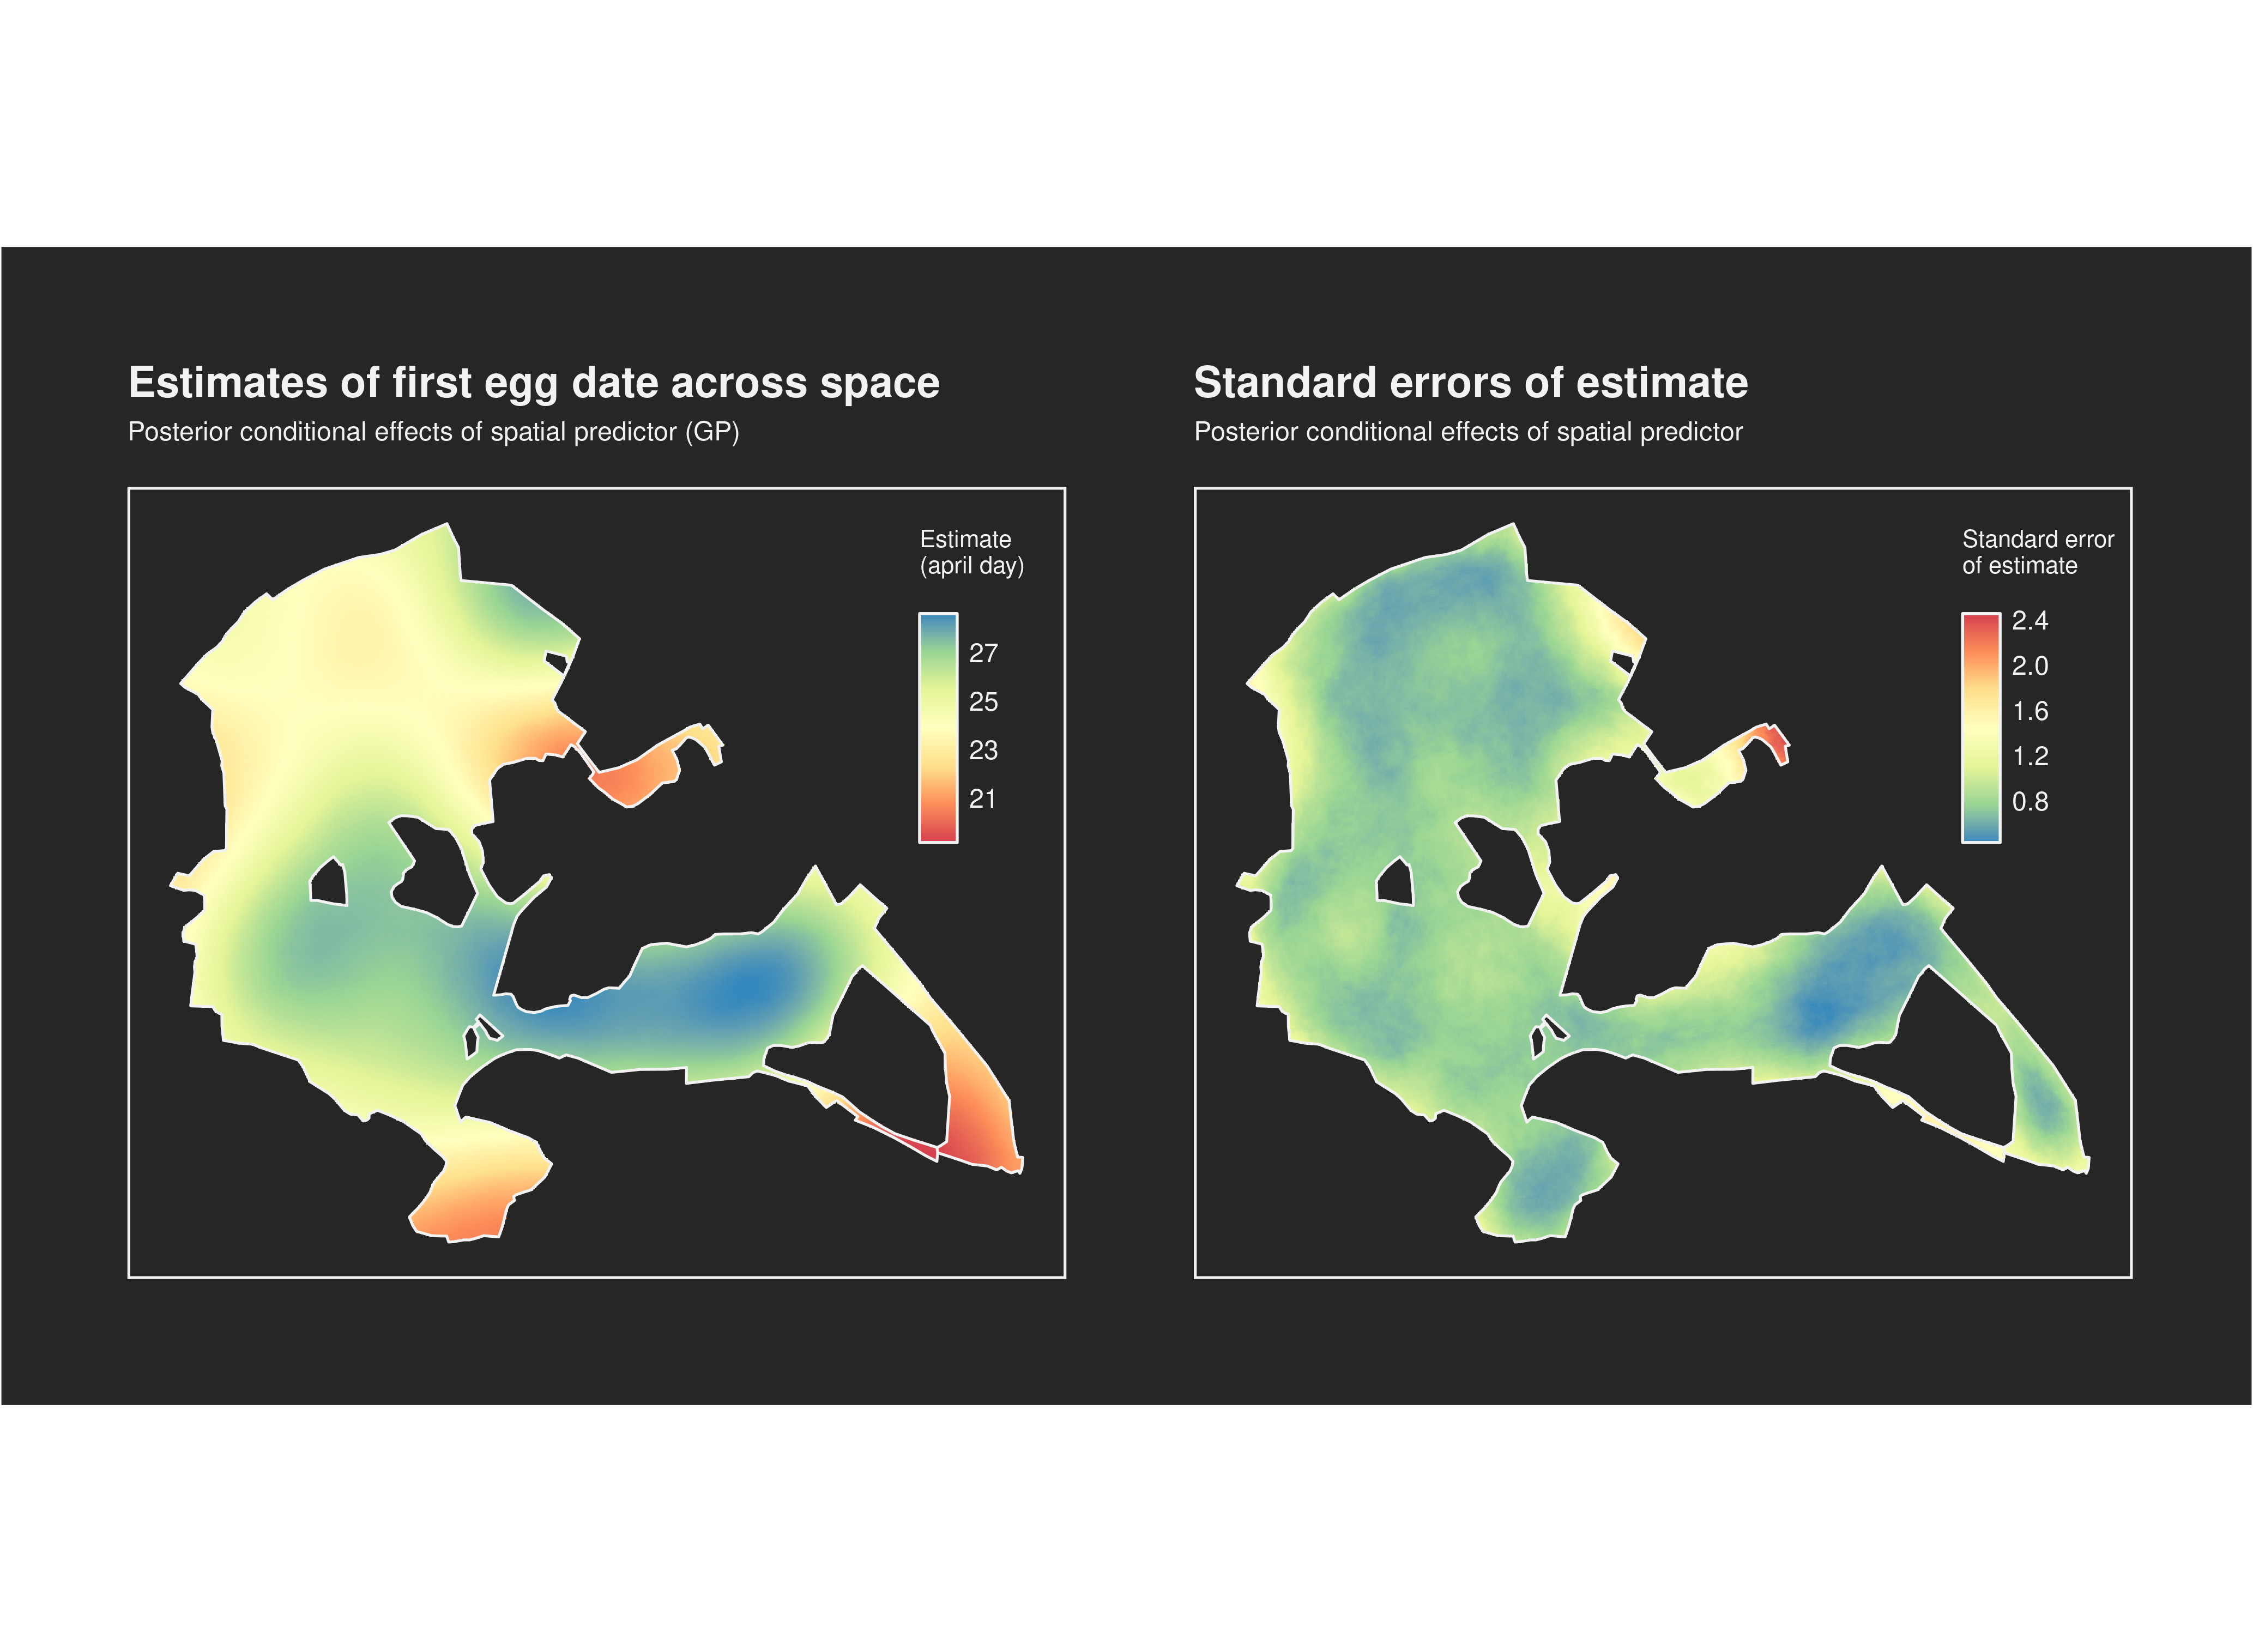 Estimates of first egg date across space
Posterior conditional effects of spatial predictor (GP)
Estimate
(april day)
27
25
23
21
Standard errors of estimate
Posterior conditional effects of spatial predictor
Standard error
of estimate
2.4
2.0
1.6
1.2
0.8